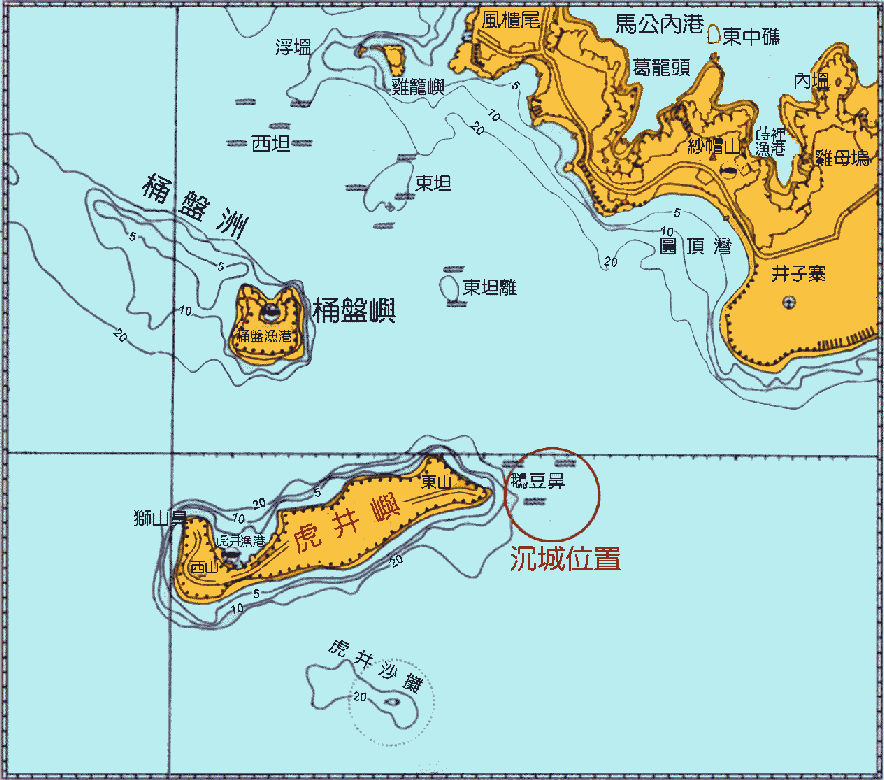 風櫃尾
馬公內港
東中礁
浮塭
葛龍頭
內塭
雞籠嶼
5
10
20
西坦
紗帽山
時裡
漁港
雞母塢
桶盤洲
東坦
5
5
5
10
圓頂灣
20
井子寨
東坦離
10
桶盤嶼
20
桶盤漁港
東山
鵝豆鼻
20
5
獅山鼻
10
虎井嶼
虎井漁港
沉城位置
西山
20
5
10
虎井沙灘
20